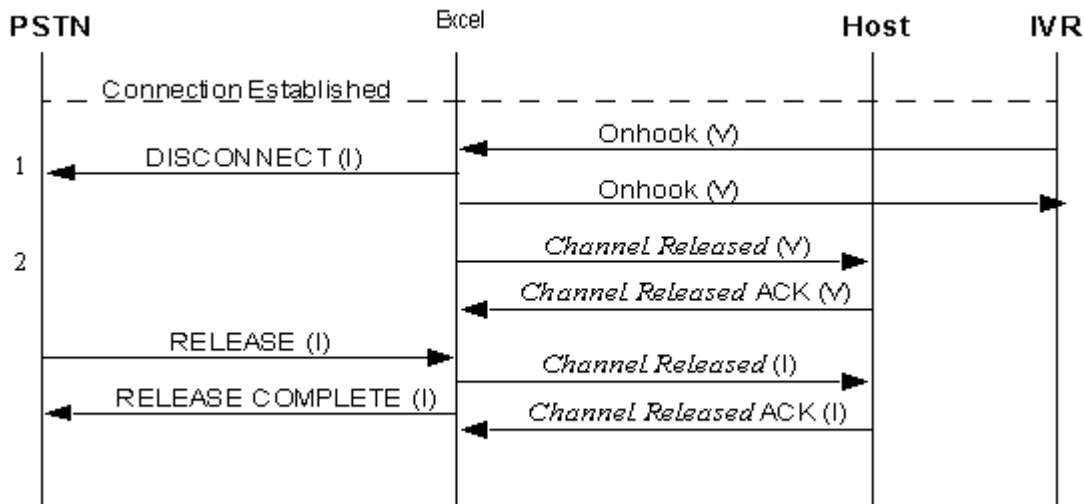 PSTN Excel Host IVR
Connection Established
Onhook (V)
1 DISCONNECT (I)
Onhook (V)
2 Channel Released (V)
Channel Released ACK (V)
RELEASE (I)
Channel Released (I)
RELEASE COMPLETE (I)
Channel Released ACK (I)